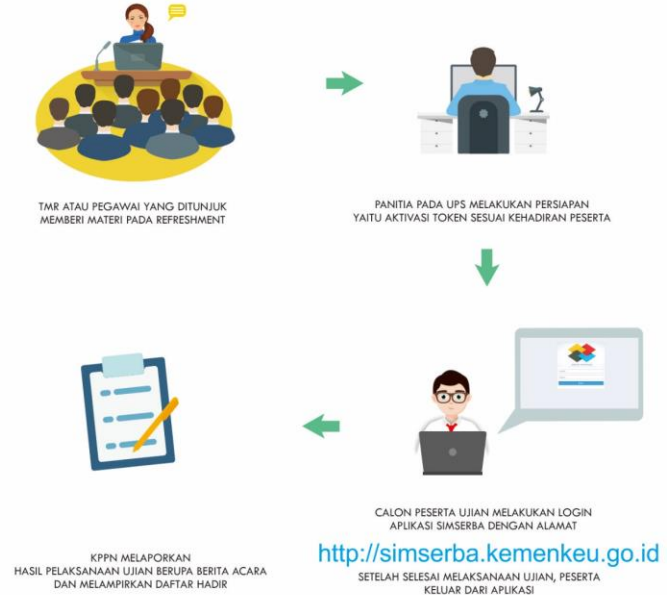 TMR ATAU PEGAWAI YANG DITUNJUK
MEMBERI MATERI PADA REFRESHMENT
PANITIA PADA UPS MELAKUKAN PERSIAPAN
YAITU AKTIVASI TOKEN SESUAI KEHADIRAN PESERTA
CALON PESERTA UJIAN MELAKUKAN LOGIN
APLIKASI SIMSERBA DENGAN ALAMAT
http://simserba.kemenkeu.go.id
SETELAH SELESAI MELAKSANAAN UJIAN, PESERTA
KELUAR DARI APLIKASI
KPPN MELAPORKAN
HASIL PELAKSANAAN UJIAN BERUPA BERITA ACARA
DAN MELAMPIRKAN DAFTAR HADIR